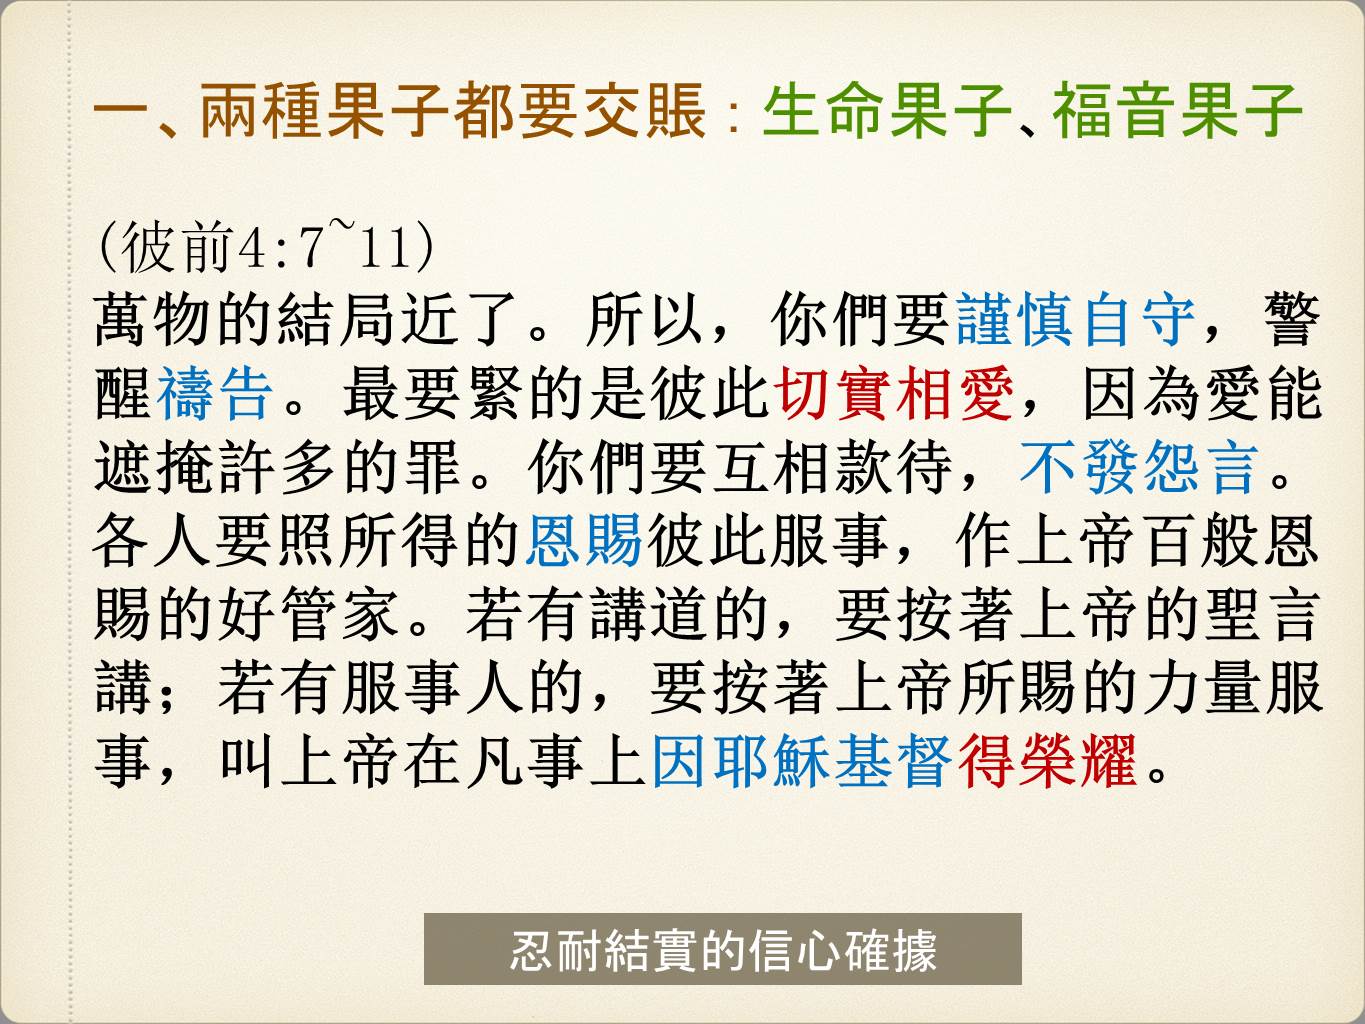 一、兩種果子都要交賬：生命果子、福音果子
(彼前4:7~11)
萬物的結局近了。所以，你們要謹慎自守，警
醒禱告。最要緊的是彼此切實相愛，因為愛能
遮掩許多的罪。你們要互相款待，不發怨言。
各人要照所得的恩賜彼此服事，作上帝百般恩
賜的好管家。若有講道的，要按著上帝的聖言
講；若有服事人的，要按著上帝所賜的力量服
事，叫上帝在凡事上因耶穌基督得榮耀。
忍耐結實的信心確據